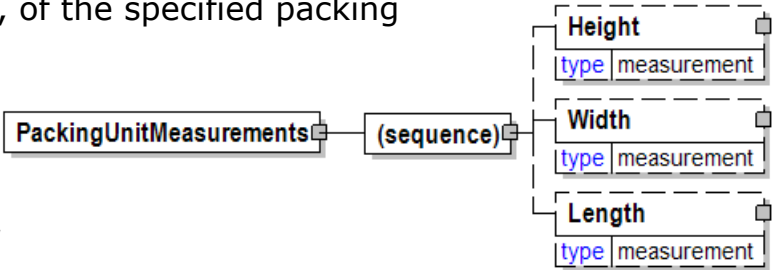 , of the specified packing
Height
type measurement
PackingUnitMeasurements
(sequence)
Width
type measurement
Length
type measurement